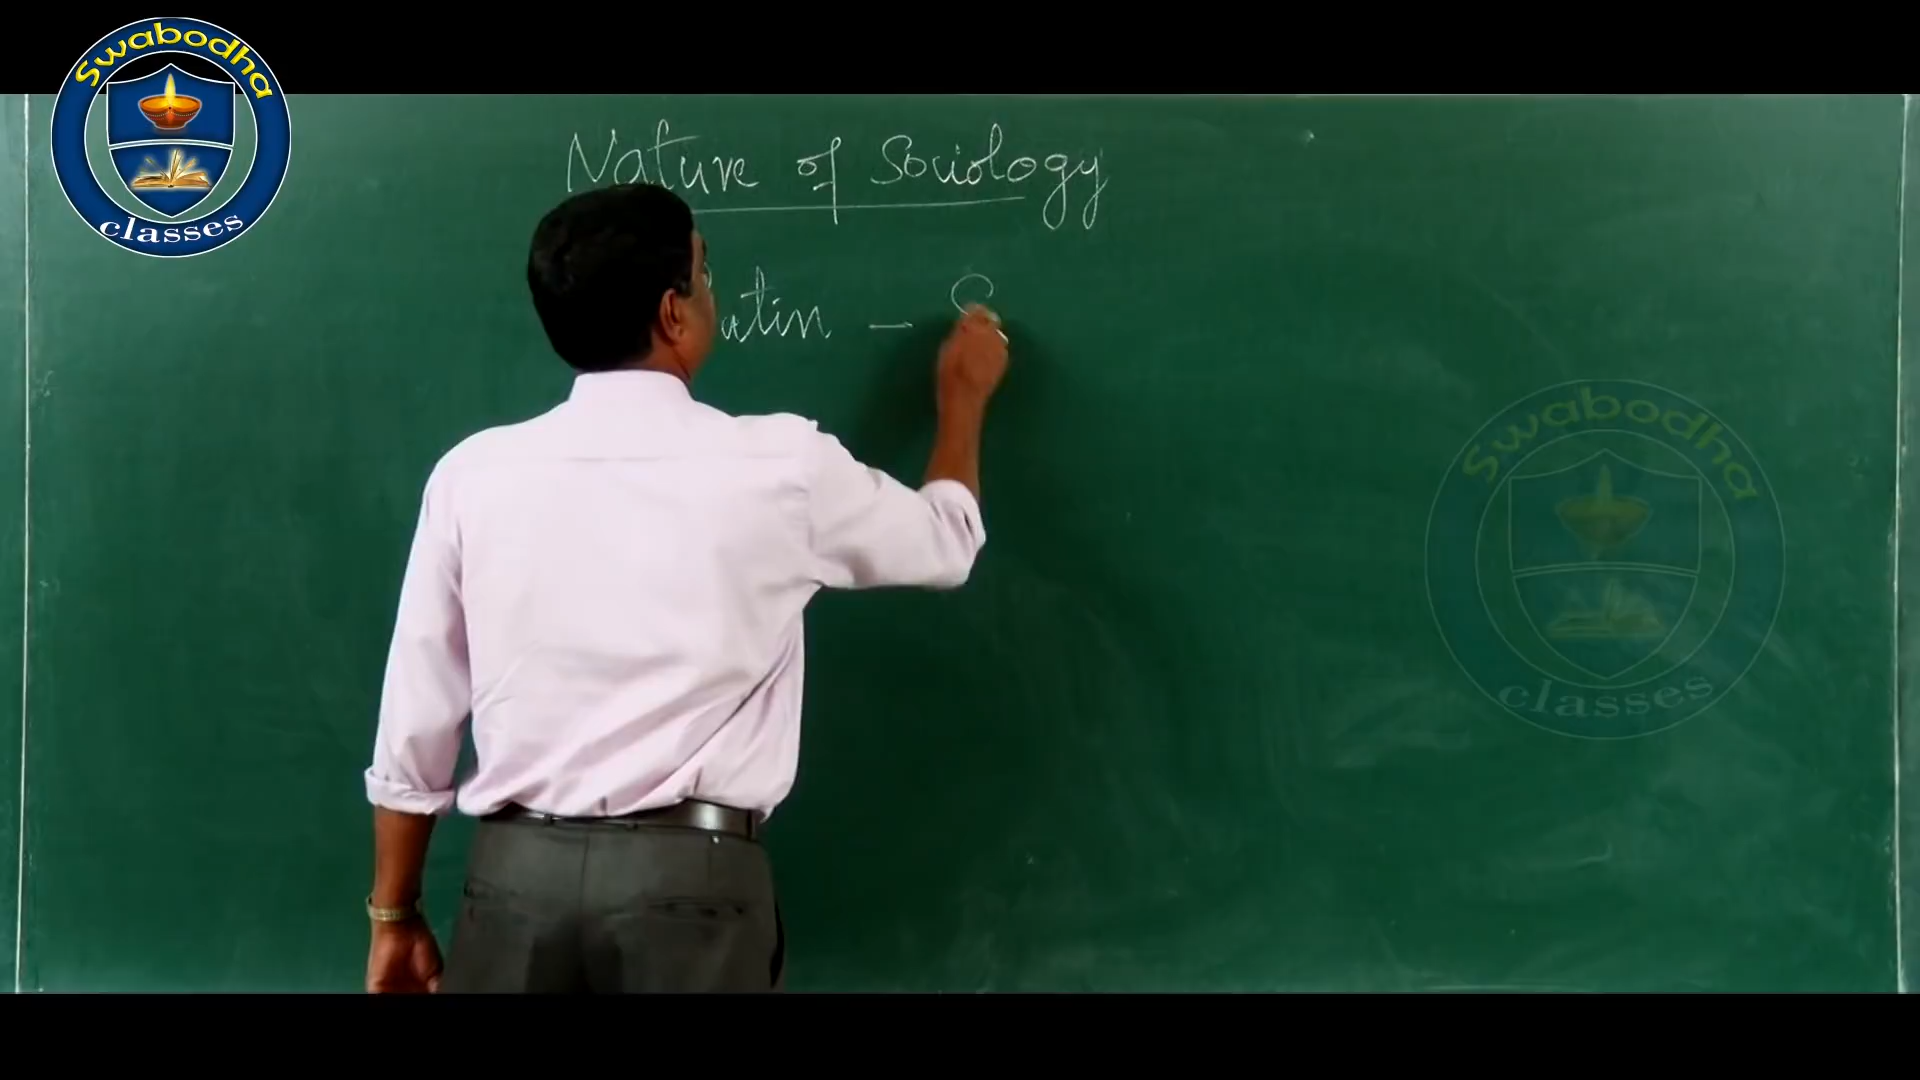 Swabodha
classes
Nature of Sociology
atin -
Swabodha
classes